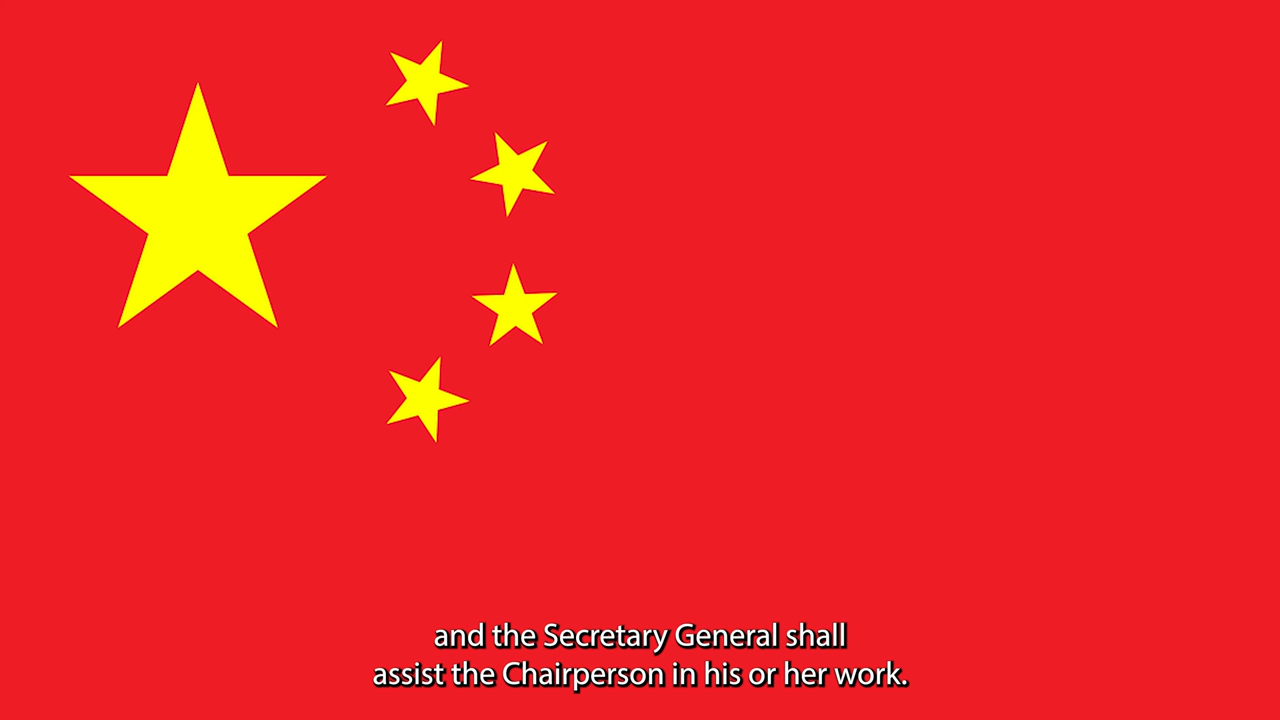 and the Secretary General shall
assist the Chairperson in his or her work.